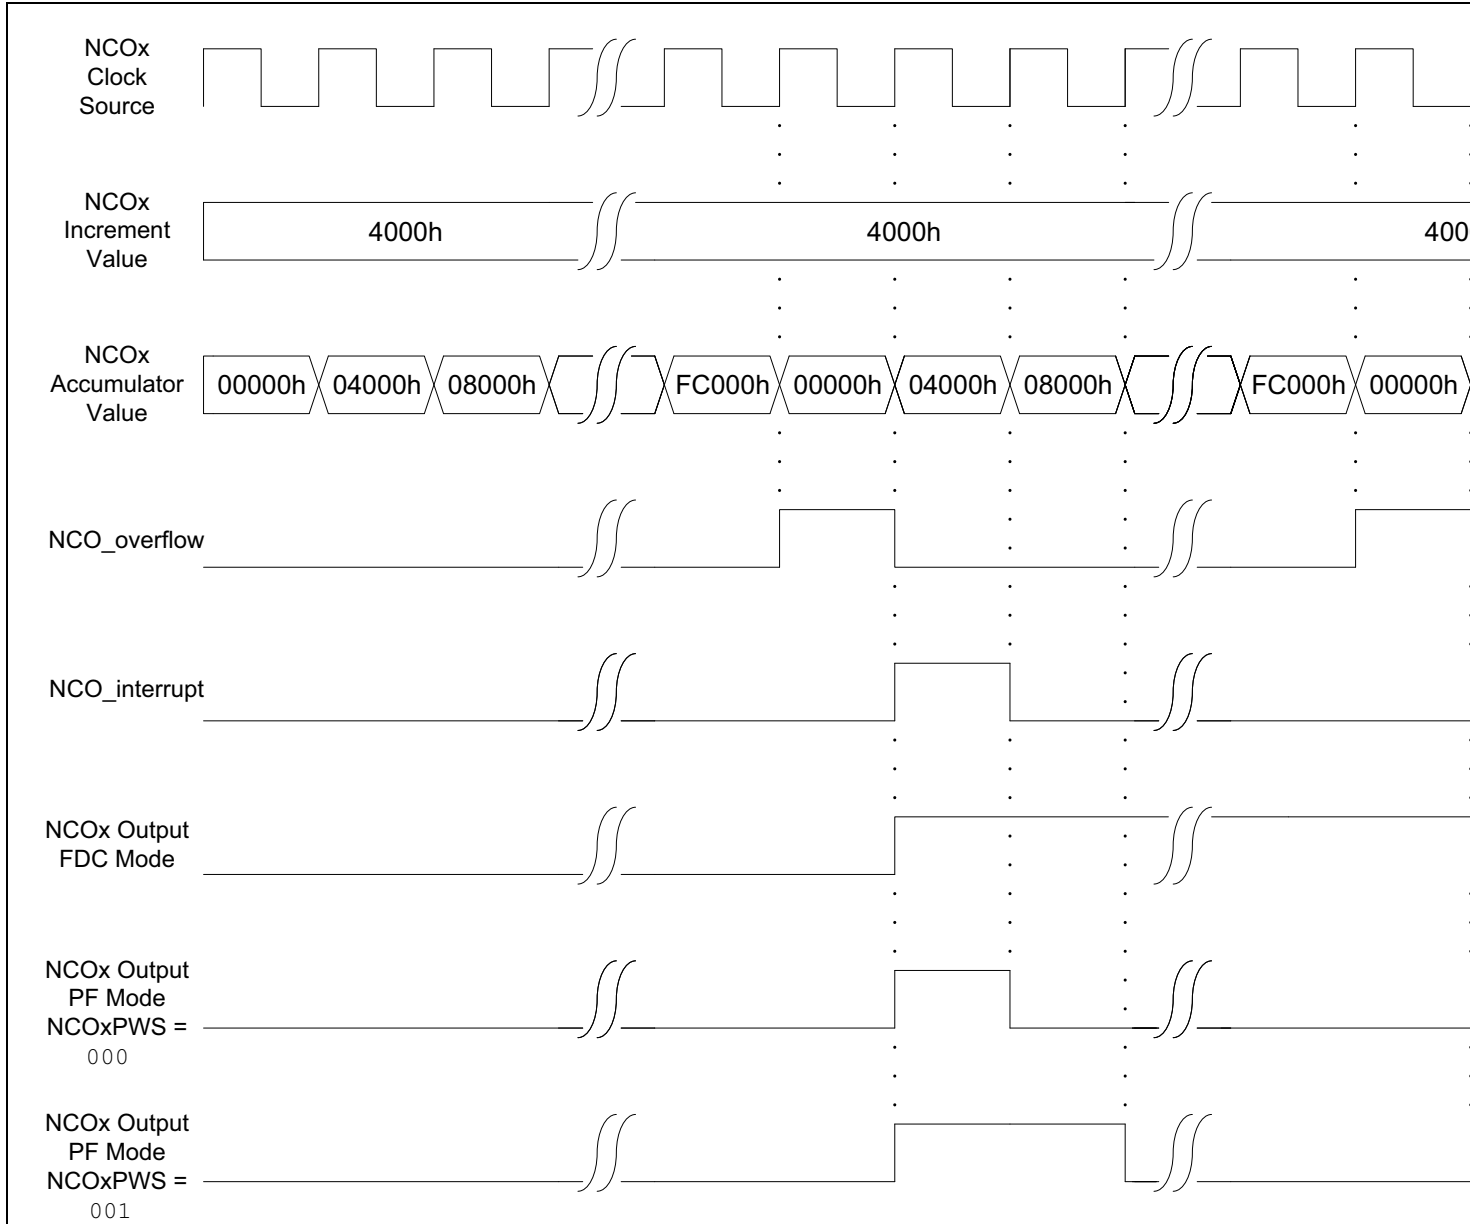 NCOx
Clock
Source
NCOx
Increment
Value
4000h
4000h
400
NCOx
Accumulator
Value
00000h
04000h
08000h
FC000h
00000h
04000h
08000h
FC000h
00000h
NCO_overflow
NCO_interrupt
NCOx Output
FDC Mode
NCOx Output
PF Mode
NCOxPWS =
000
NCOx Output
PF Mode
NCOxPWS =
001